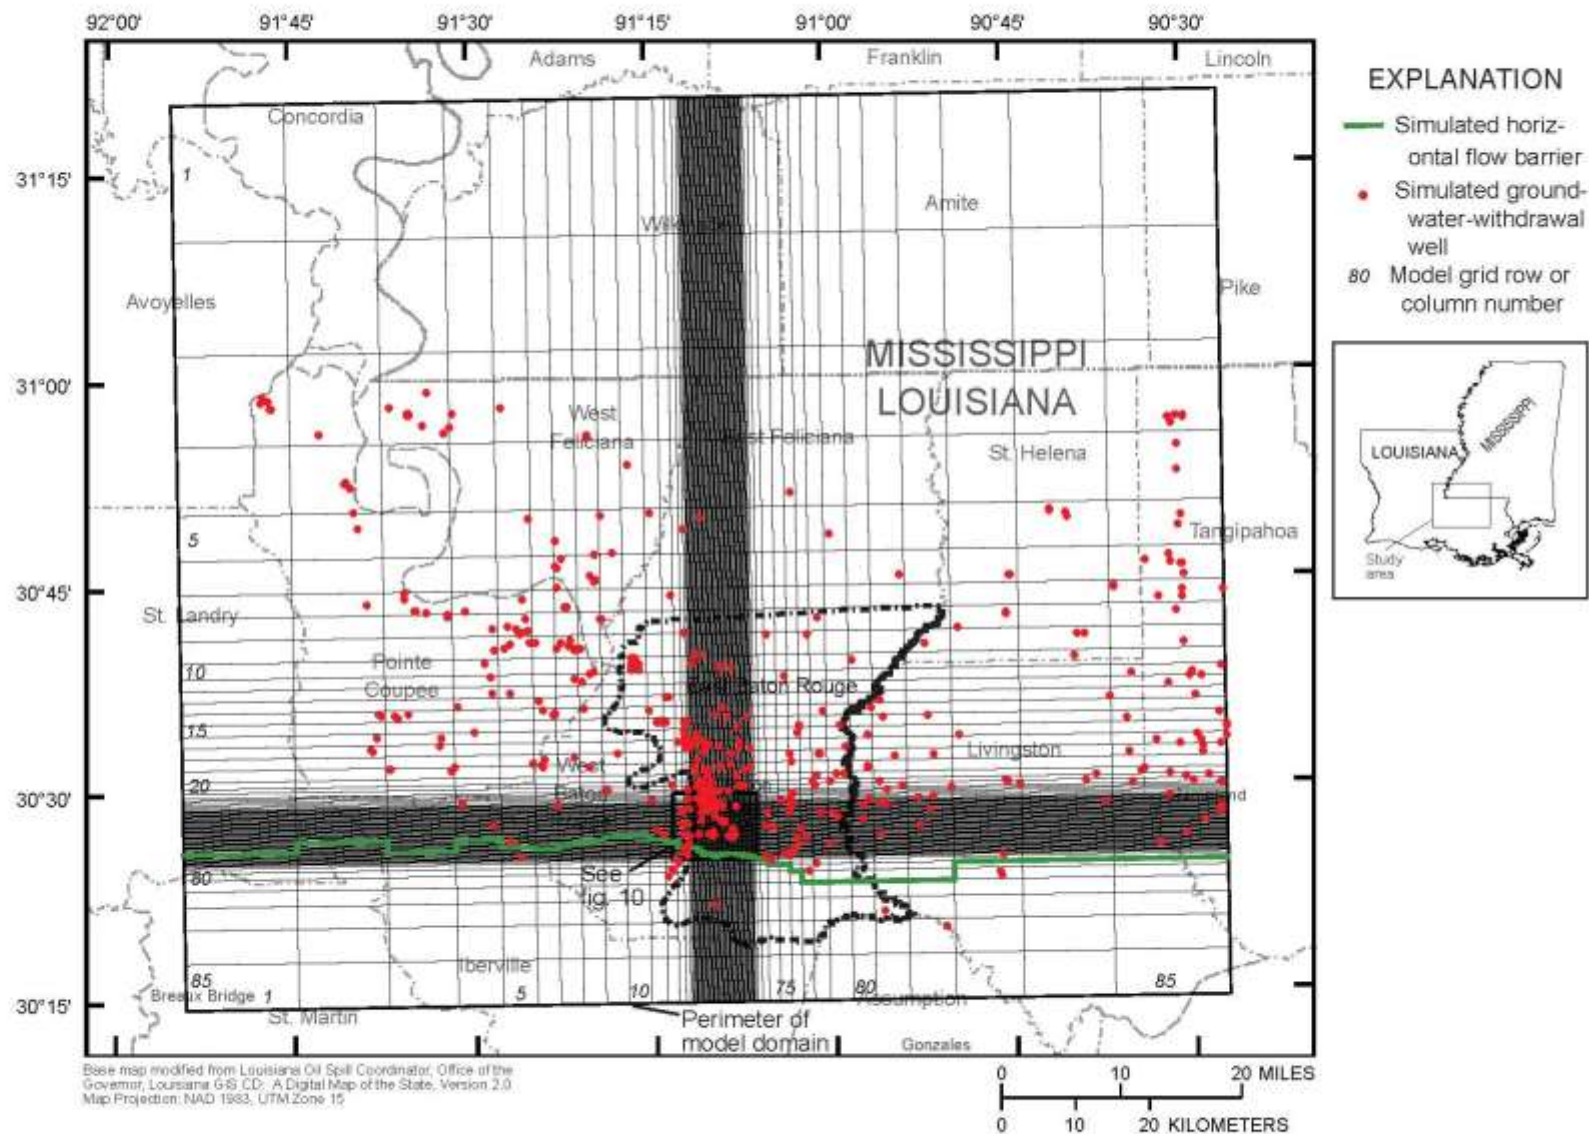 92°00' 91°45' 91°30' 91°15' 91°00' 90°45' 90°30'
Adams Franklin Lincoln
Concordia
1
31°15'
Amite
Avoyelles
Pike
MISSISSIPPI
31°00'
LOUISIANA
West
Feliciana
Feliciana
St. Helena
5
Tangipahoa
30°45'
St. Landry
Pointe
Coupee
10
Baton Rouge
15
Livingston
West
Baton
20
30°30'
80
See
fig. 10
Iberville
85
Breaux Bridge 1 5 10 75 80 85
Assumption
30°15'
St. Martin
Perimeter of
model domain
Gonzales
EXPLANATION
Simulated horiz-
ontal flow barrier
Simulated ground-
water-withdrawal
well
80 Model grid row or
column number
LOUISIANA
MISSISSIPPI
Study
area
Base map modified from Louisiana Oil Spill Coordinator, Office of the
Governor, Louisiana GIS CD: A Digital Map of the State, Version 2.0
Map Projection: NAD 1983, UTM Zone 15
0 10 20 MILES
0 10 20 KILOMETERS